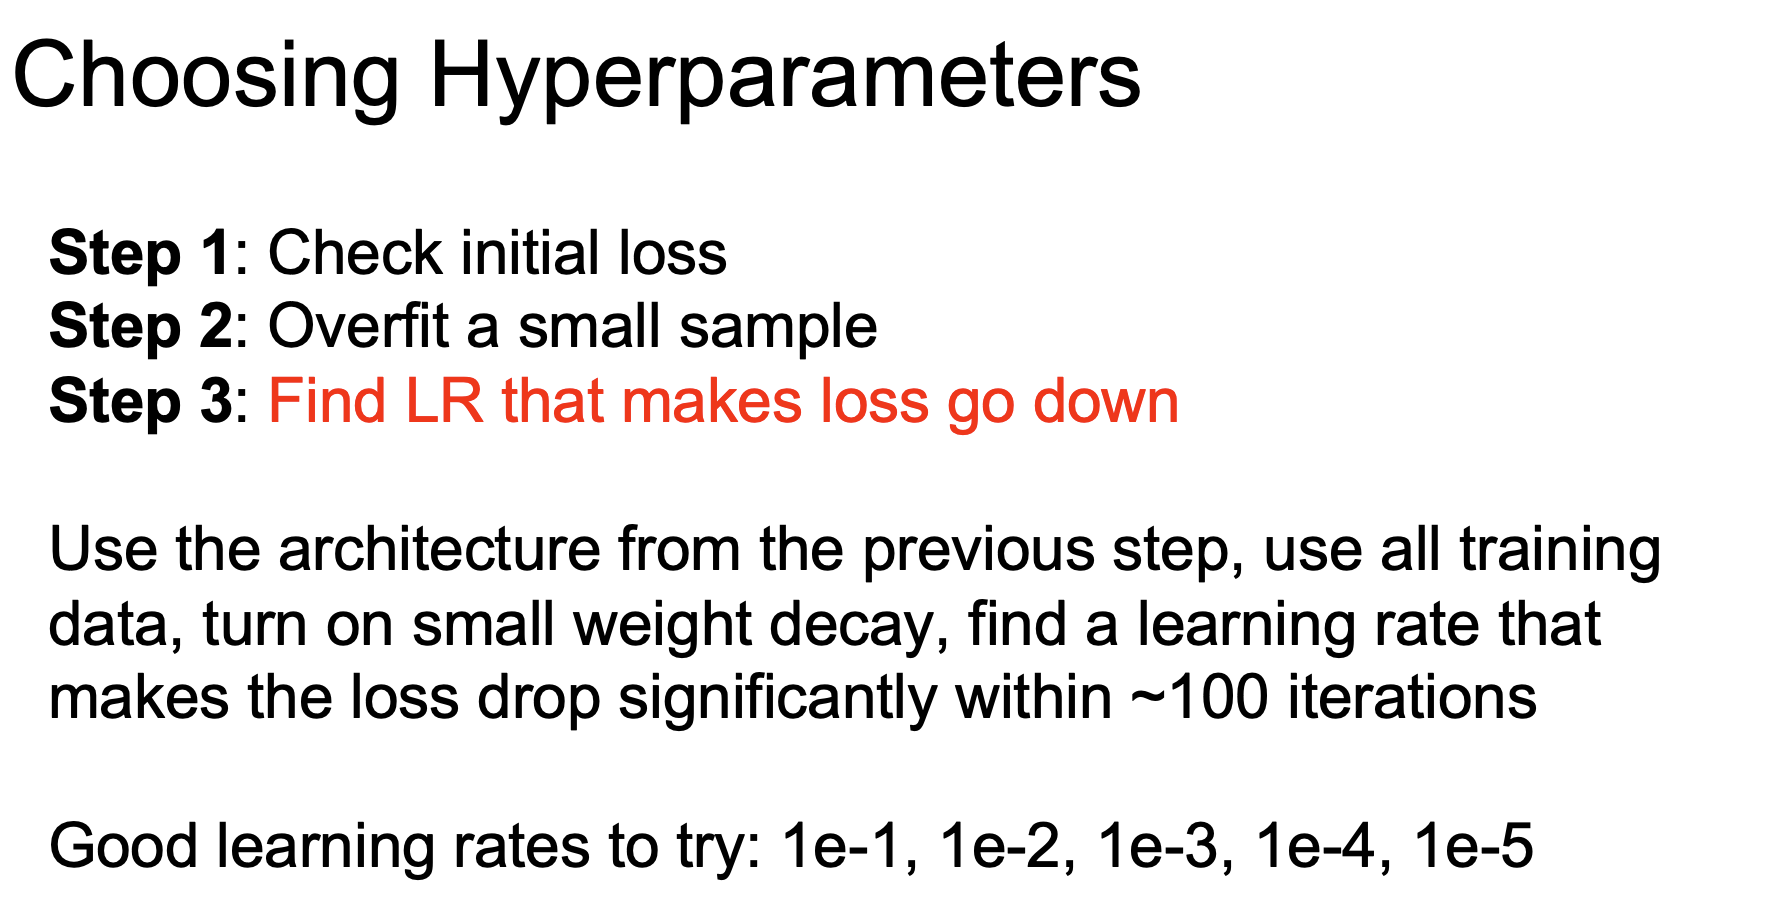 Choosing Hyperparameters
Step 1: Check initial loss
Step 2: Overfit a small sample
Step 3: Find LR that makes loss go down
Use the architecture from the previous step, use all training
data, turn on small weight decay, find a learning rate that
makes the loss drop significantly within ~100 iterations
Good learning rates to try: 1e-1, 1e-2, 1e-3, 1e-4, 1e-5